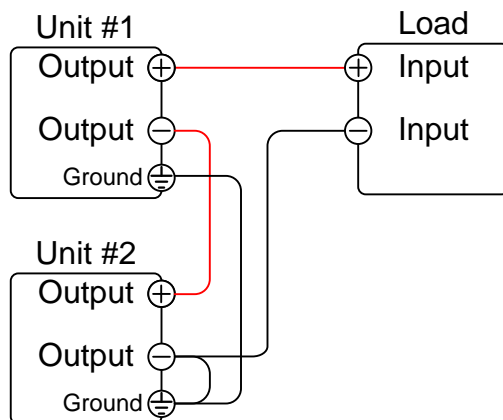 Unit #1
Output
Output
Ground
Load
Input
Input
Unit #2
Output
Output
Ground